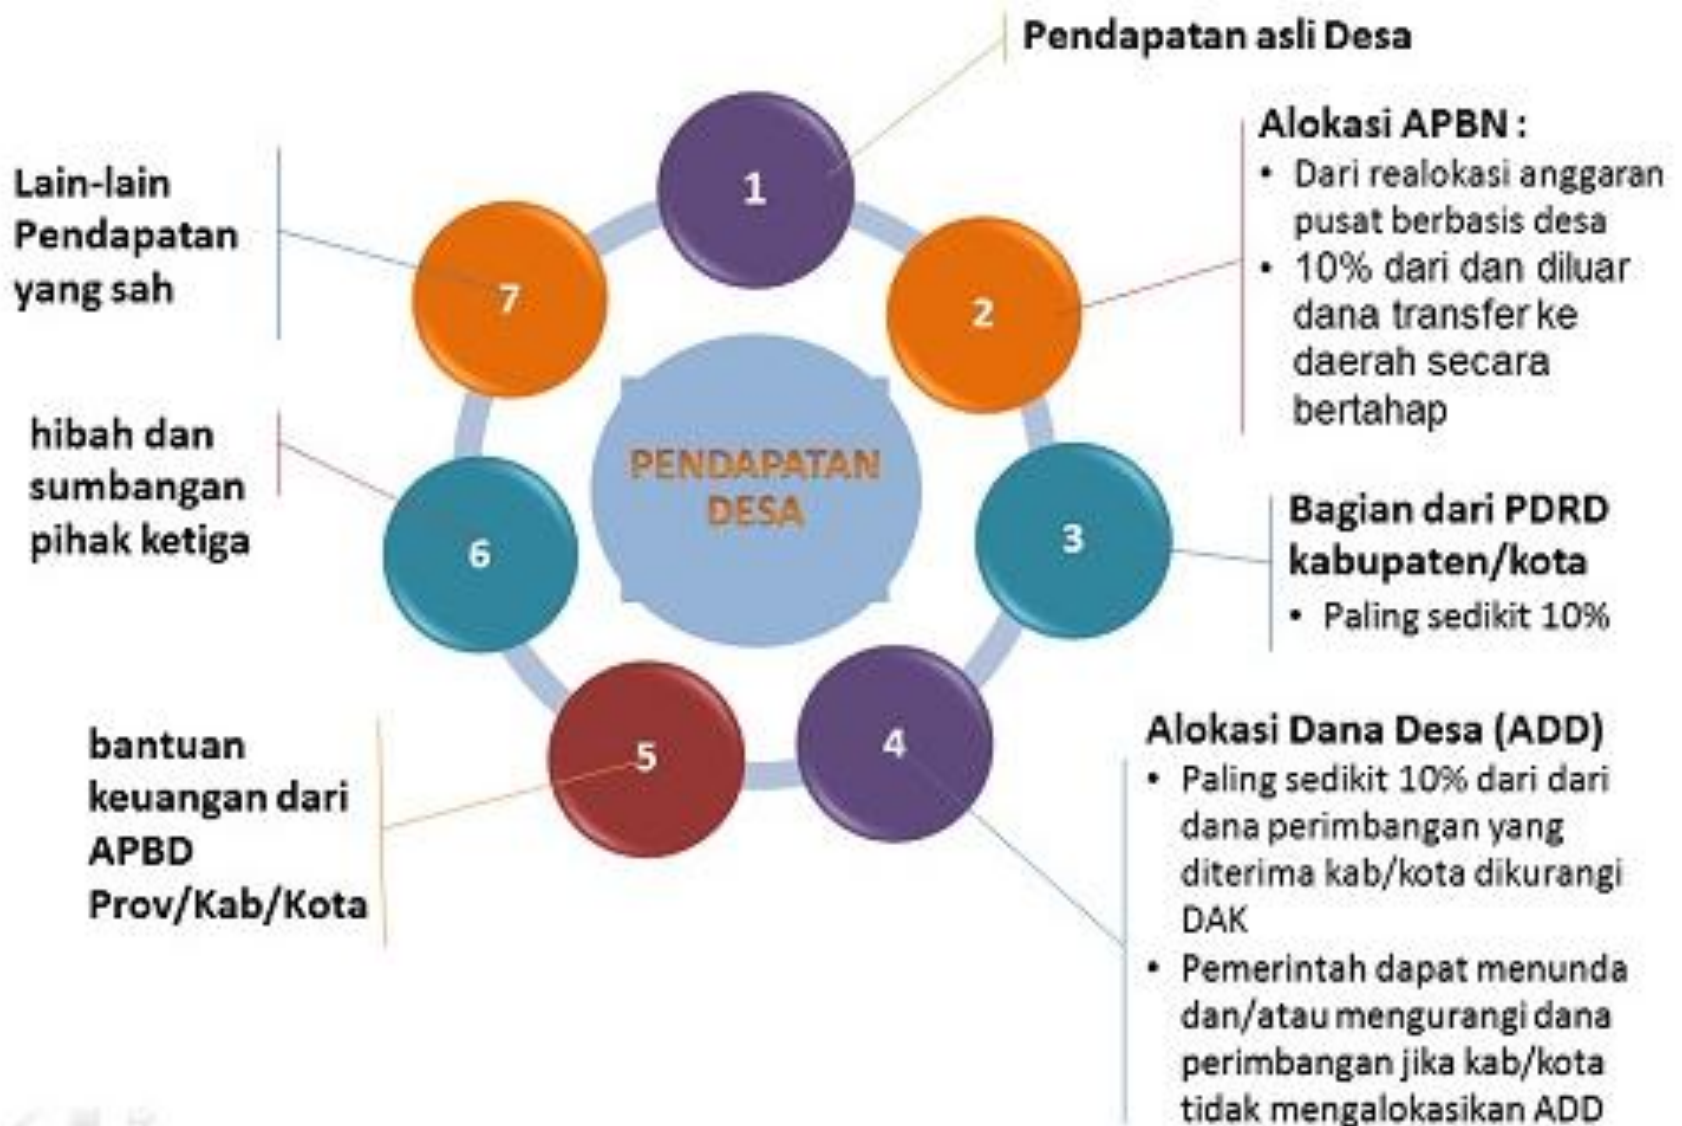 Pendapatan asli Desa
1
Alokasi APBN :
• Dari realokasi anggaran
pusat berbasis desa
• 10% dari dan diluar
dana transfer ke
daerah secara
bertahap
2
Bagian dari PDRD
kabupaten/kota
• Paling sedikit 10%
3
Alokasi Dana Desa (ADD)
• Paling sedikit 10% dari dari
dana perimbangan yang
diterima kab/kota dikurangi
DAK
• Pemerintah dapat menunda
dan/atau mengurangi dana
perimbangan jika kab/kota
tidak mengalokasikan ADD
4
bantuan
keuangan dari
APBD
Prov/Kab/Kota
5
hibah dan
sumbangan
pihak ketiga
6
Lain-lain
Pendapatan
yang sah
7
PENDAPATAN
DESA